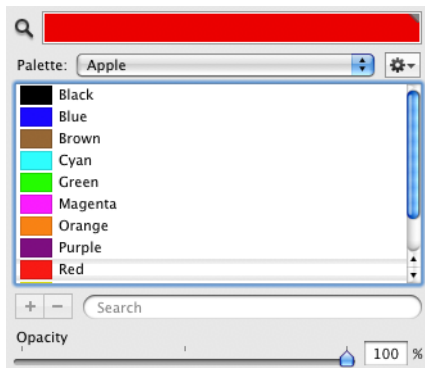 Palette: Apple
Black
Blue
Brown
Cyan
Green
Magenta
Orange
Purple
Red
+ −
Search
Opacity
100 %